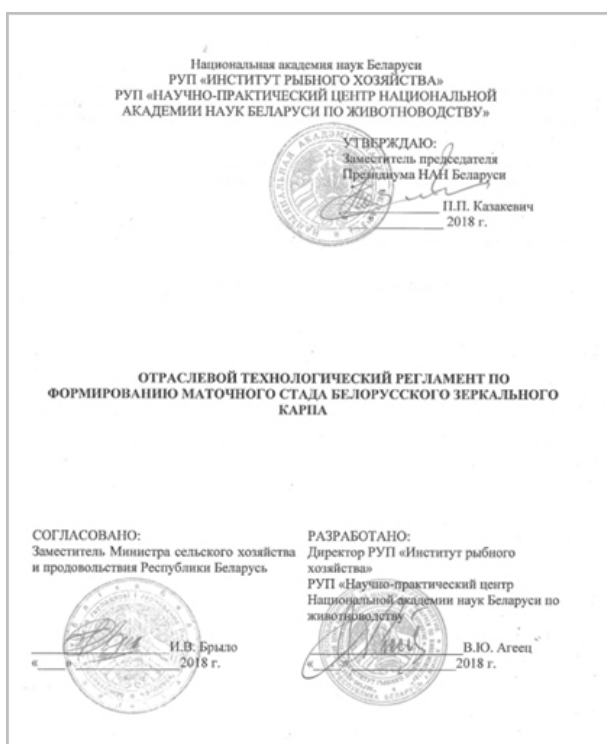 Национальная академия наук Беларуси
РУП «ИНСТИТУТ РЫБНОГО ХОЗЯЙСТВА»
РУП «НАУЧНО-ПРАКТИЧЕСКИЙ ЦЕНТР НАЦИОНАЛЬНОЙ
АКАДЕМИИ НАУК БЕЛАРУСИ ПО ЖИВОТНОВОДСТВУ»
УТВЕРЖДАЮ:
Заместитель председателя
Президиума НАН Беларуси
П.П. Казакевич
2018 г.
ОТРАСЛЕВОЙ ТЕХНОЛОГИЧЕСКИЙ РЕГЛАМЕНТ ПО
ФОРМИРОВАНИЮ МАТОЧНОГО СТАДА БЕЛОРУССКОГО ЗЕРКАЛЬНОГО
КАРПА
СОГЛАСОВАНО:
Заместитель Министра сельского хозяйства
и продовольствия Республики Беларусь
И.В. Брыло
«____»________2018 г.
РАЗРАБОТАНО:
Директор РУП «Институт рыбного
хозяйства»
РУП «Научно-практический центр
Национальной академии наук Беларуси по
животноводству
В.Ю. Агеец
2018 г.